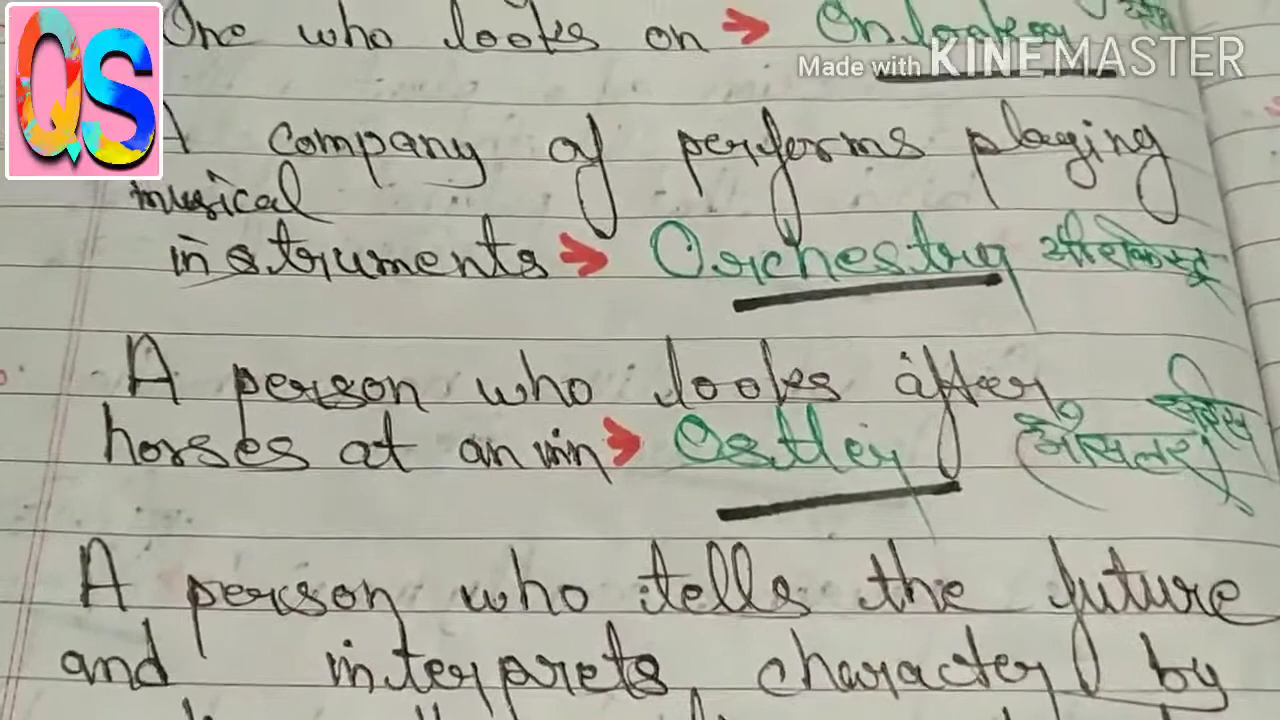 QS
One who looks on → Onlooker
Made with KINEMASTER
A company of performs playing
musical
instruments → Orchestra
A person who looks after
horses at an inn → Ostler (औसलर)
A person who tells the future
and interprets character by